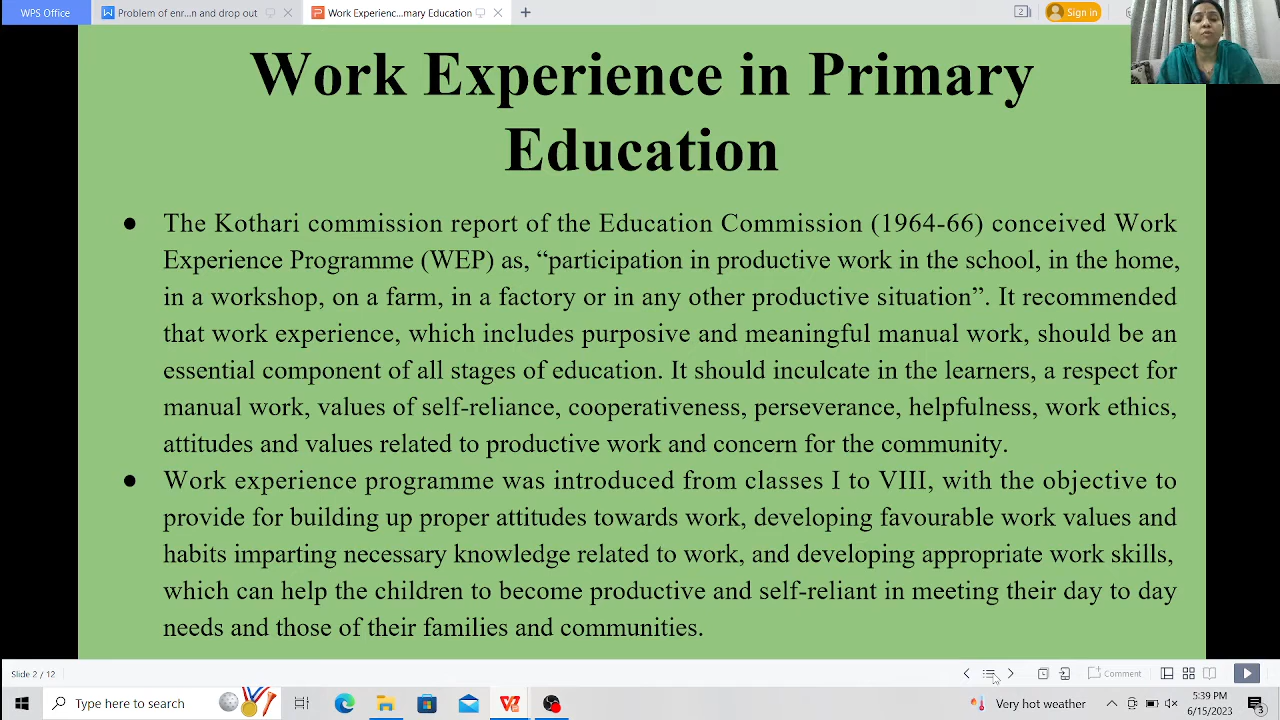 WPS Office
Problem of enr...n and drop out
Work Experienc...mary Education
2
Sign in
Work Experience in Primary
Education
● The Kothari commission report of the Education Commission (1964-66) conceived Work
Experience Programme (WEP) as, “participation in productive work in the school, in the home,
in a workshop, on a farm, in a factory or in any other productive situation”. It recommended
that work experience, which includes purposive and meaningful manual work, should be an
essential component of all stages of education. It should inculcate in the learners, a respect for
manual work, values of self-reliance, cooperativeness, perseverance, helpfulness, work ethics,
attitudes and values related to productive work and concern for the community.
● Work experience programme was introduced from classes I to VIII, with the objective to
provide for building up proper attitudes towards work, developing favourable work values and
habits imparting necessary knowledge related to work, and developing appropriate work skills,
which can help the children to become productive and self-reliant in meeting their day to day
needs and those of their families and communities.
Slide 2 / 12
Comment
Type here to search
Very hot weather
5:39 PM
6/15/2023
3